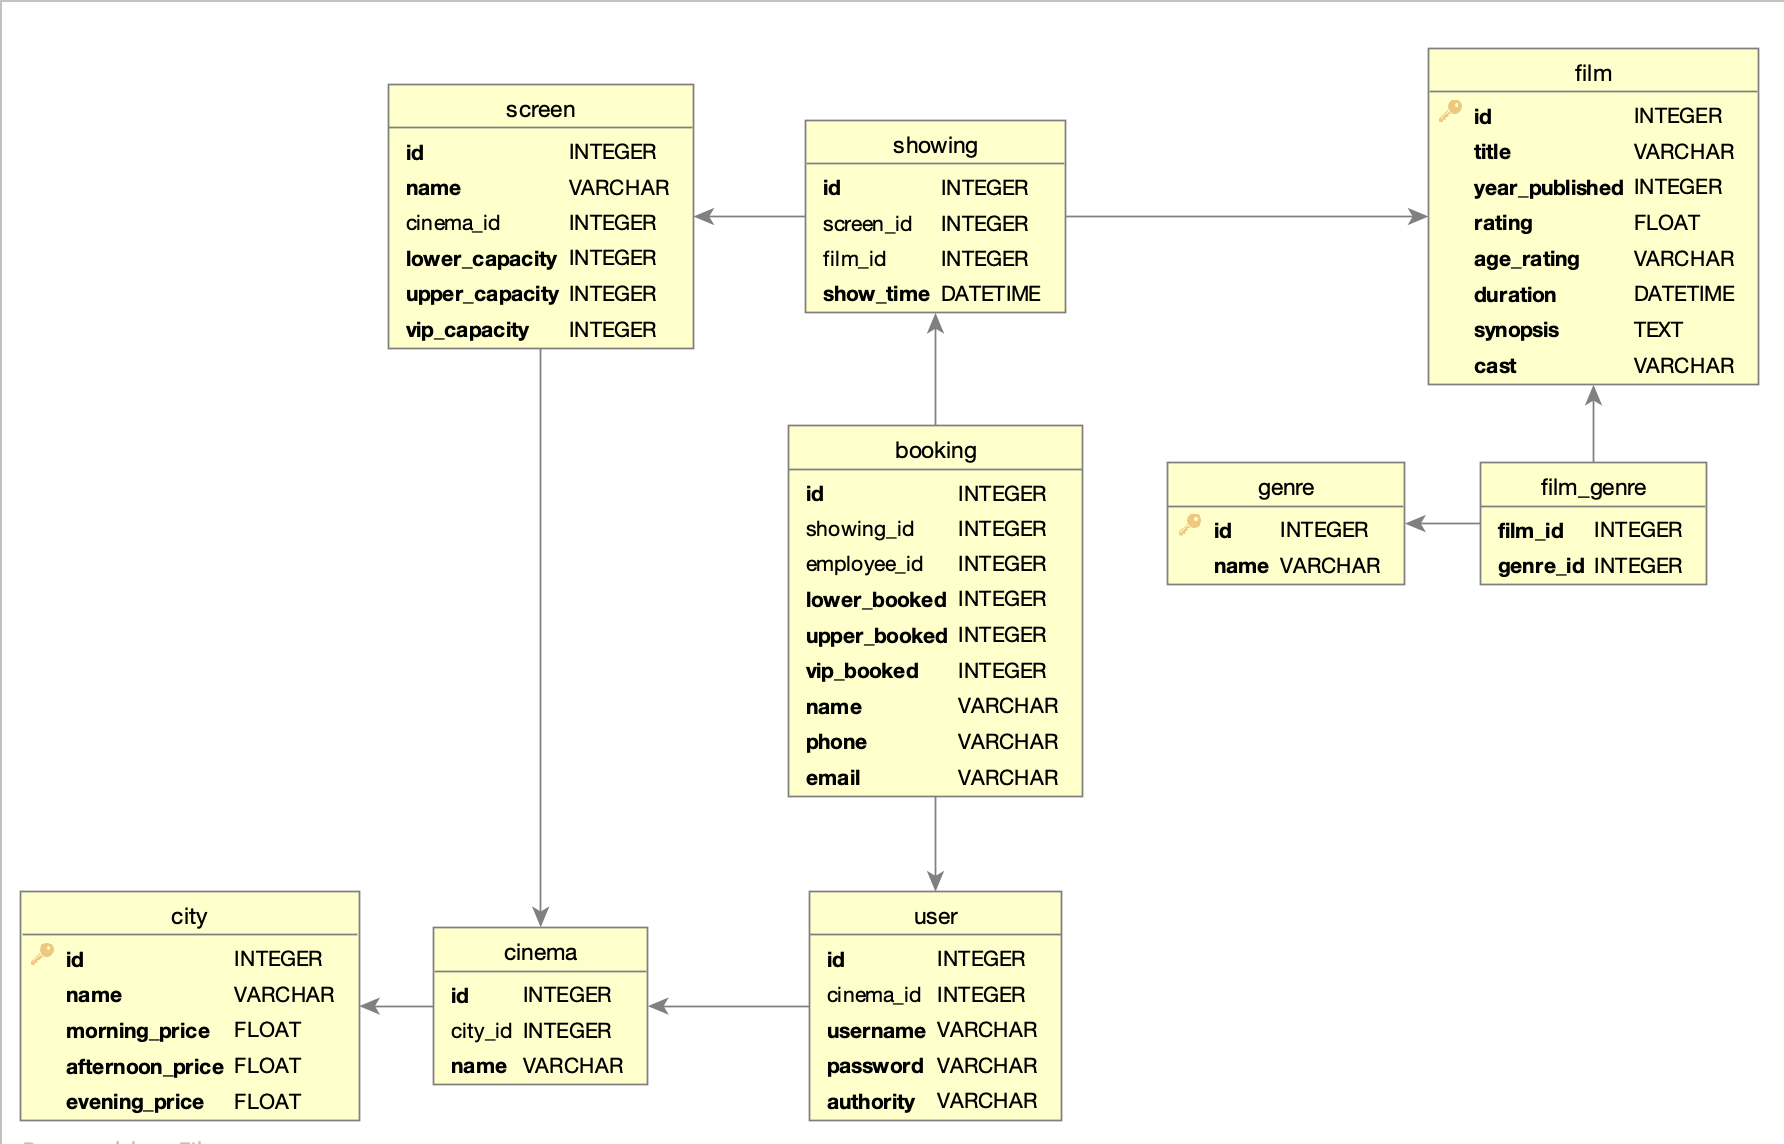 screen
id INTEGER
name VARCHAR
cinema_id INTEGER
lower_capacity INTEGER
upper_capacity INTEGER
vip_capacity INTEGER
showing
id INTEGER
screen_id INTEGER
film_id INTEGER
show_time DATETIME
film
id INTEGER
title VARCHAR
year_published INTEGER
rating FLOAT
age_rating VARCHAR
duration DATETIME
synopsis TEXT
cast VARCHAR
booking
id INTEGER
showing_id INTEGER
employee_id INTEGER
lower_booked INTEGER
upper_booked INTEGER
vip_booked INTEGER
name VARCHAR
phone VARCHAR
email VARCHAR
genre
id INTEGER
name VARCHAR
film_genre
film_id INTEGER
genre_id INTEGER
city
id INTEGER
name VARCHAR
morning_price FLOAT
afternoon_price FLOAT
evening_price FLOAT
cinema
id INTEGER
city_id INTEGER
name VARCHAR
user
id INTEGER
cinema_id INTEGER
username VARCHAR
password VARCHAR
authority VARCHAR